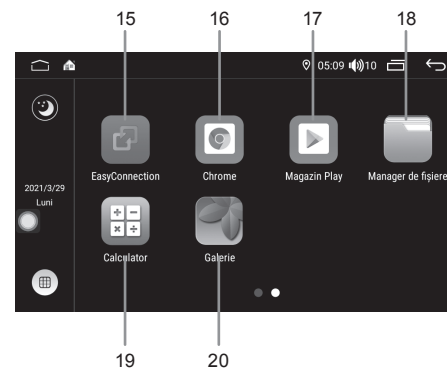 15 16 17 18
05:09 10
EasyConnection Chrome Magazin Play Manager de fișiere
2021/3/29
Luni
Calculator Galerie
19 20